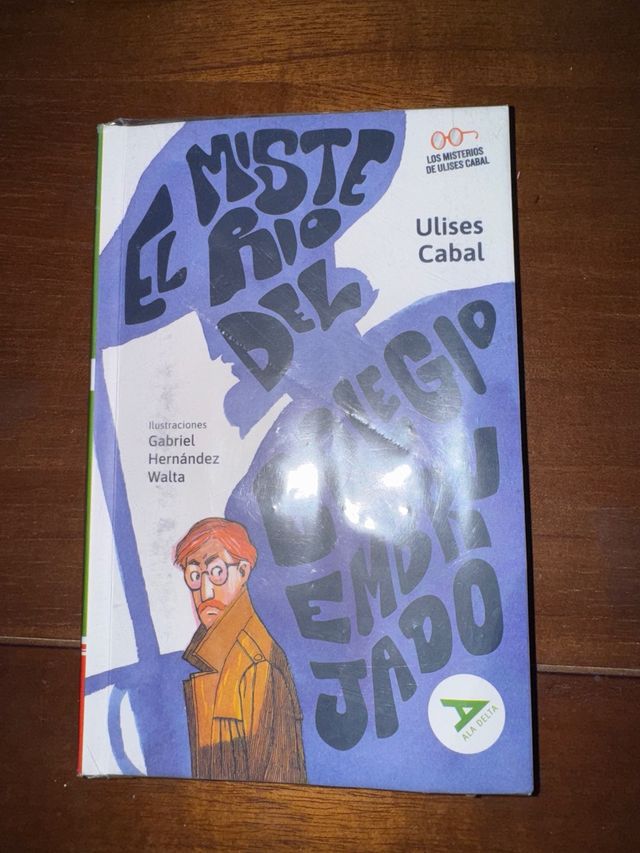 LOS MISTERIOS
DE ULISES CABAL
EL MISTE
RIO
DEL
COLEGIO
EMBRU
JADO
Ulises
Cabal
Ilustraciones
Gabriel
Hernández
Walta
ALA DELTA